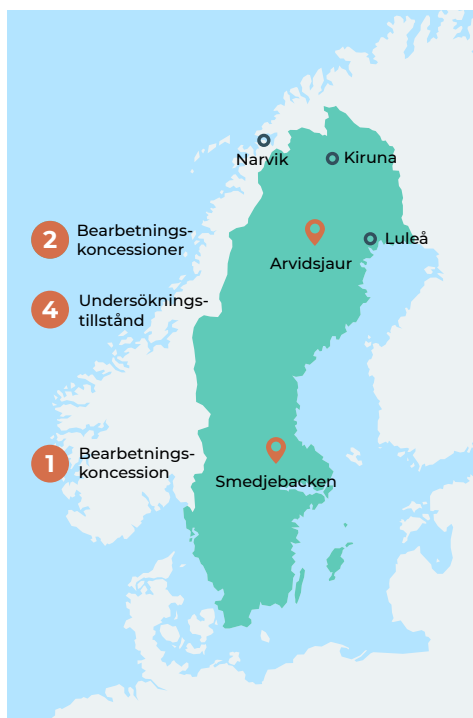 Narvik
Kiruna
2
Bearbetnings-
koncessioner
Luleå
Arvidsjaur
4
Undersöknings-
tillstånd
1
Bearbetnings-
koncession
Smedjebacken